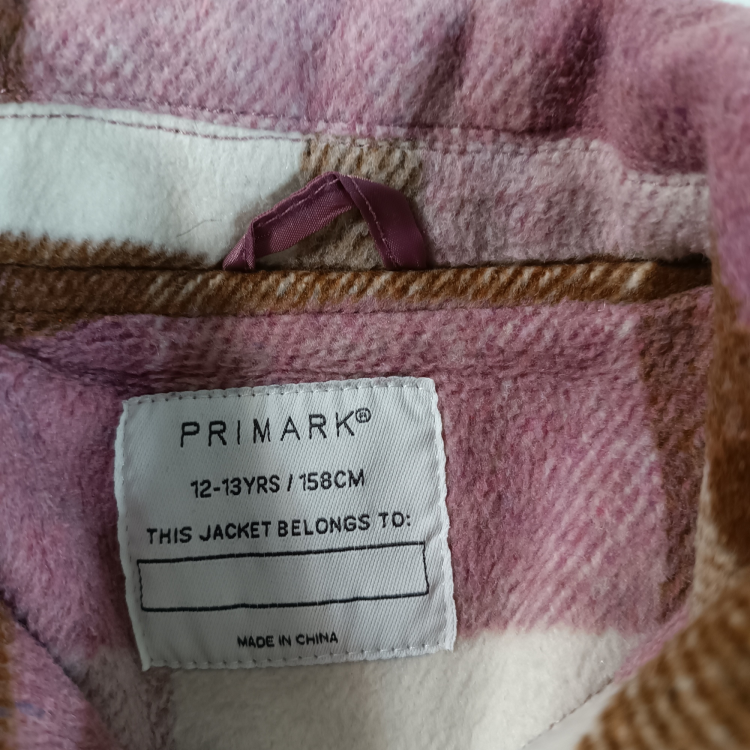 PRIMARK®
12-13YRS / 158CM
THIS JACKET BELONGS TO:
MADE IN CHINA